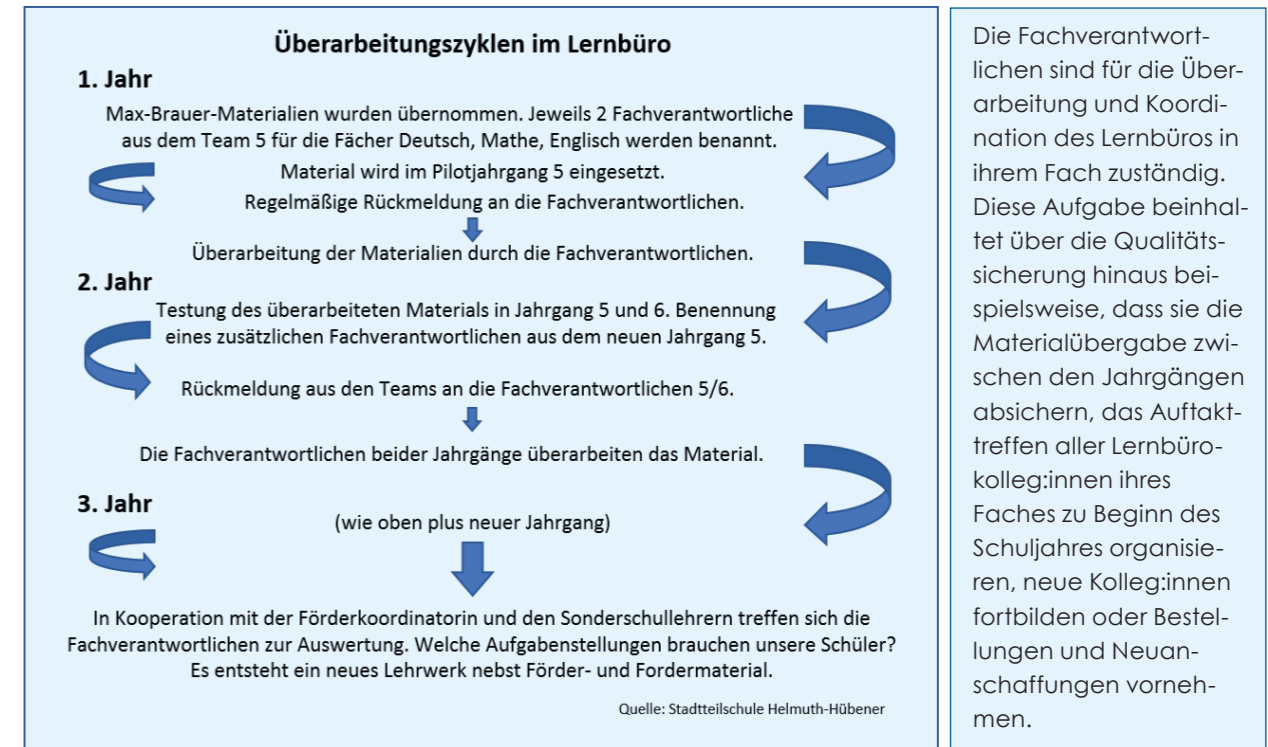 Überarbeitungszyklen im Lernbüro
1. Jahr
Max-Brauer-Materialien wurden übernommen. Jeweils 2 Fachverantwortliche
aus dem Team 5 für die Fächer Deutsch, Mathe, Englisch werden benannt.
Material wird im Pilotjahrgang 5 eingesetzt.
Regelmäßige Rückmeldung an die Fachverantwortlichen.
Überarbeitung der Materialien durch die Fachverantwortlichen.
2. Jahr
Testung des überarbeiteten Materials in Jahrgang 5 und 6. Benennung
eines zusätzlichen Fachverantwortlichen aus dem neuen Jahrgang 5.
Rückmeldung aus den Teams an die Fachverantwortlichen 5/6.
Die Fachverantwortlichen beider Jahrgänge überarbeiten das Material.
3. Jahr
(wie oben plus neuer Jahrgang)
In Kooperation mit der Förderkoordinatorin und den Sonderschullehrern treffen sich die
Fachverantwortlichen zur Auswertung. Welche Aufgabenstellungen brauchen unsere Schüler?
Es entsteht ein neues Lehrwerk nebst Förder- und Fordermaterial.
Quelle: Stadtteilschule Helmuth-Hübener
Die Fachverantwort-
lichen sind für die Über-
arbeitung und Koordi-
nation des Lernbüros in
ihrem Fach zuständig.
Diese Aufgabe beinhal-
tet über die Qualitäts-
sicherung hinaus bei-
spielsweise, dass sie die
Materialübergabe zwi-
schen den Jahrgängen
absichern, das Auftakt-
treffen aller Lernbüro-
kolleg:innen ihres
Faches zu Beginn des
Schuljahres organisie-
ren, neue Kolleg:innen
fortbilden oder Bestel-
lungen und Neuan-
schaffungen vorneh-
men.